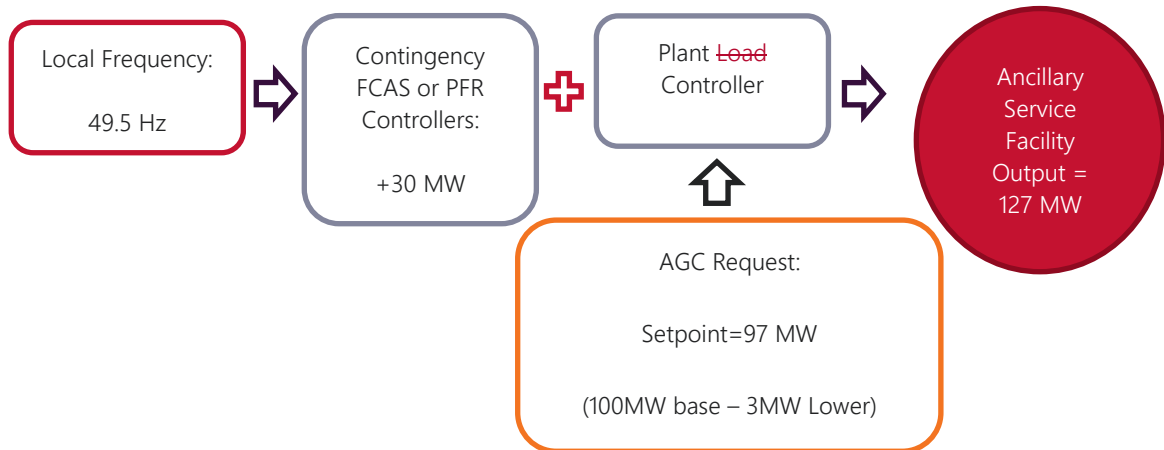 Local Frequency:
49.5 Hz
Contingency
FCAS or PFR
Controllers:
+30 MW
Plant Load
Controller
Ancillary
Service
Facility
Output =
127 MW
AGC Request:
Setpoint=97 MW
(100MW base – 3MW Lower)